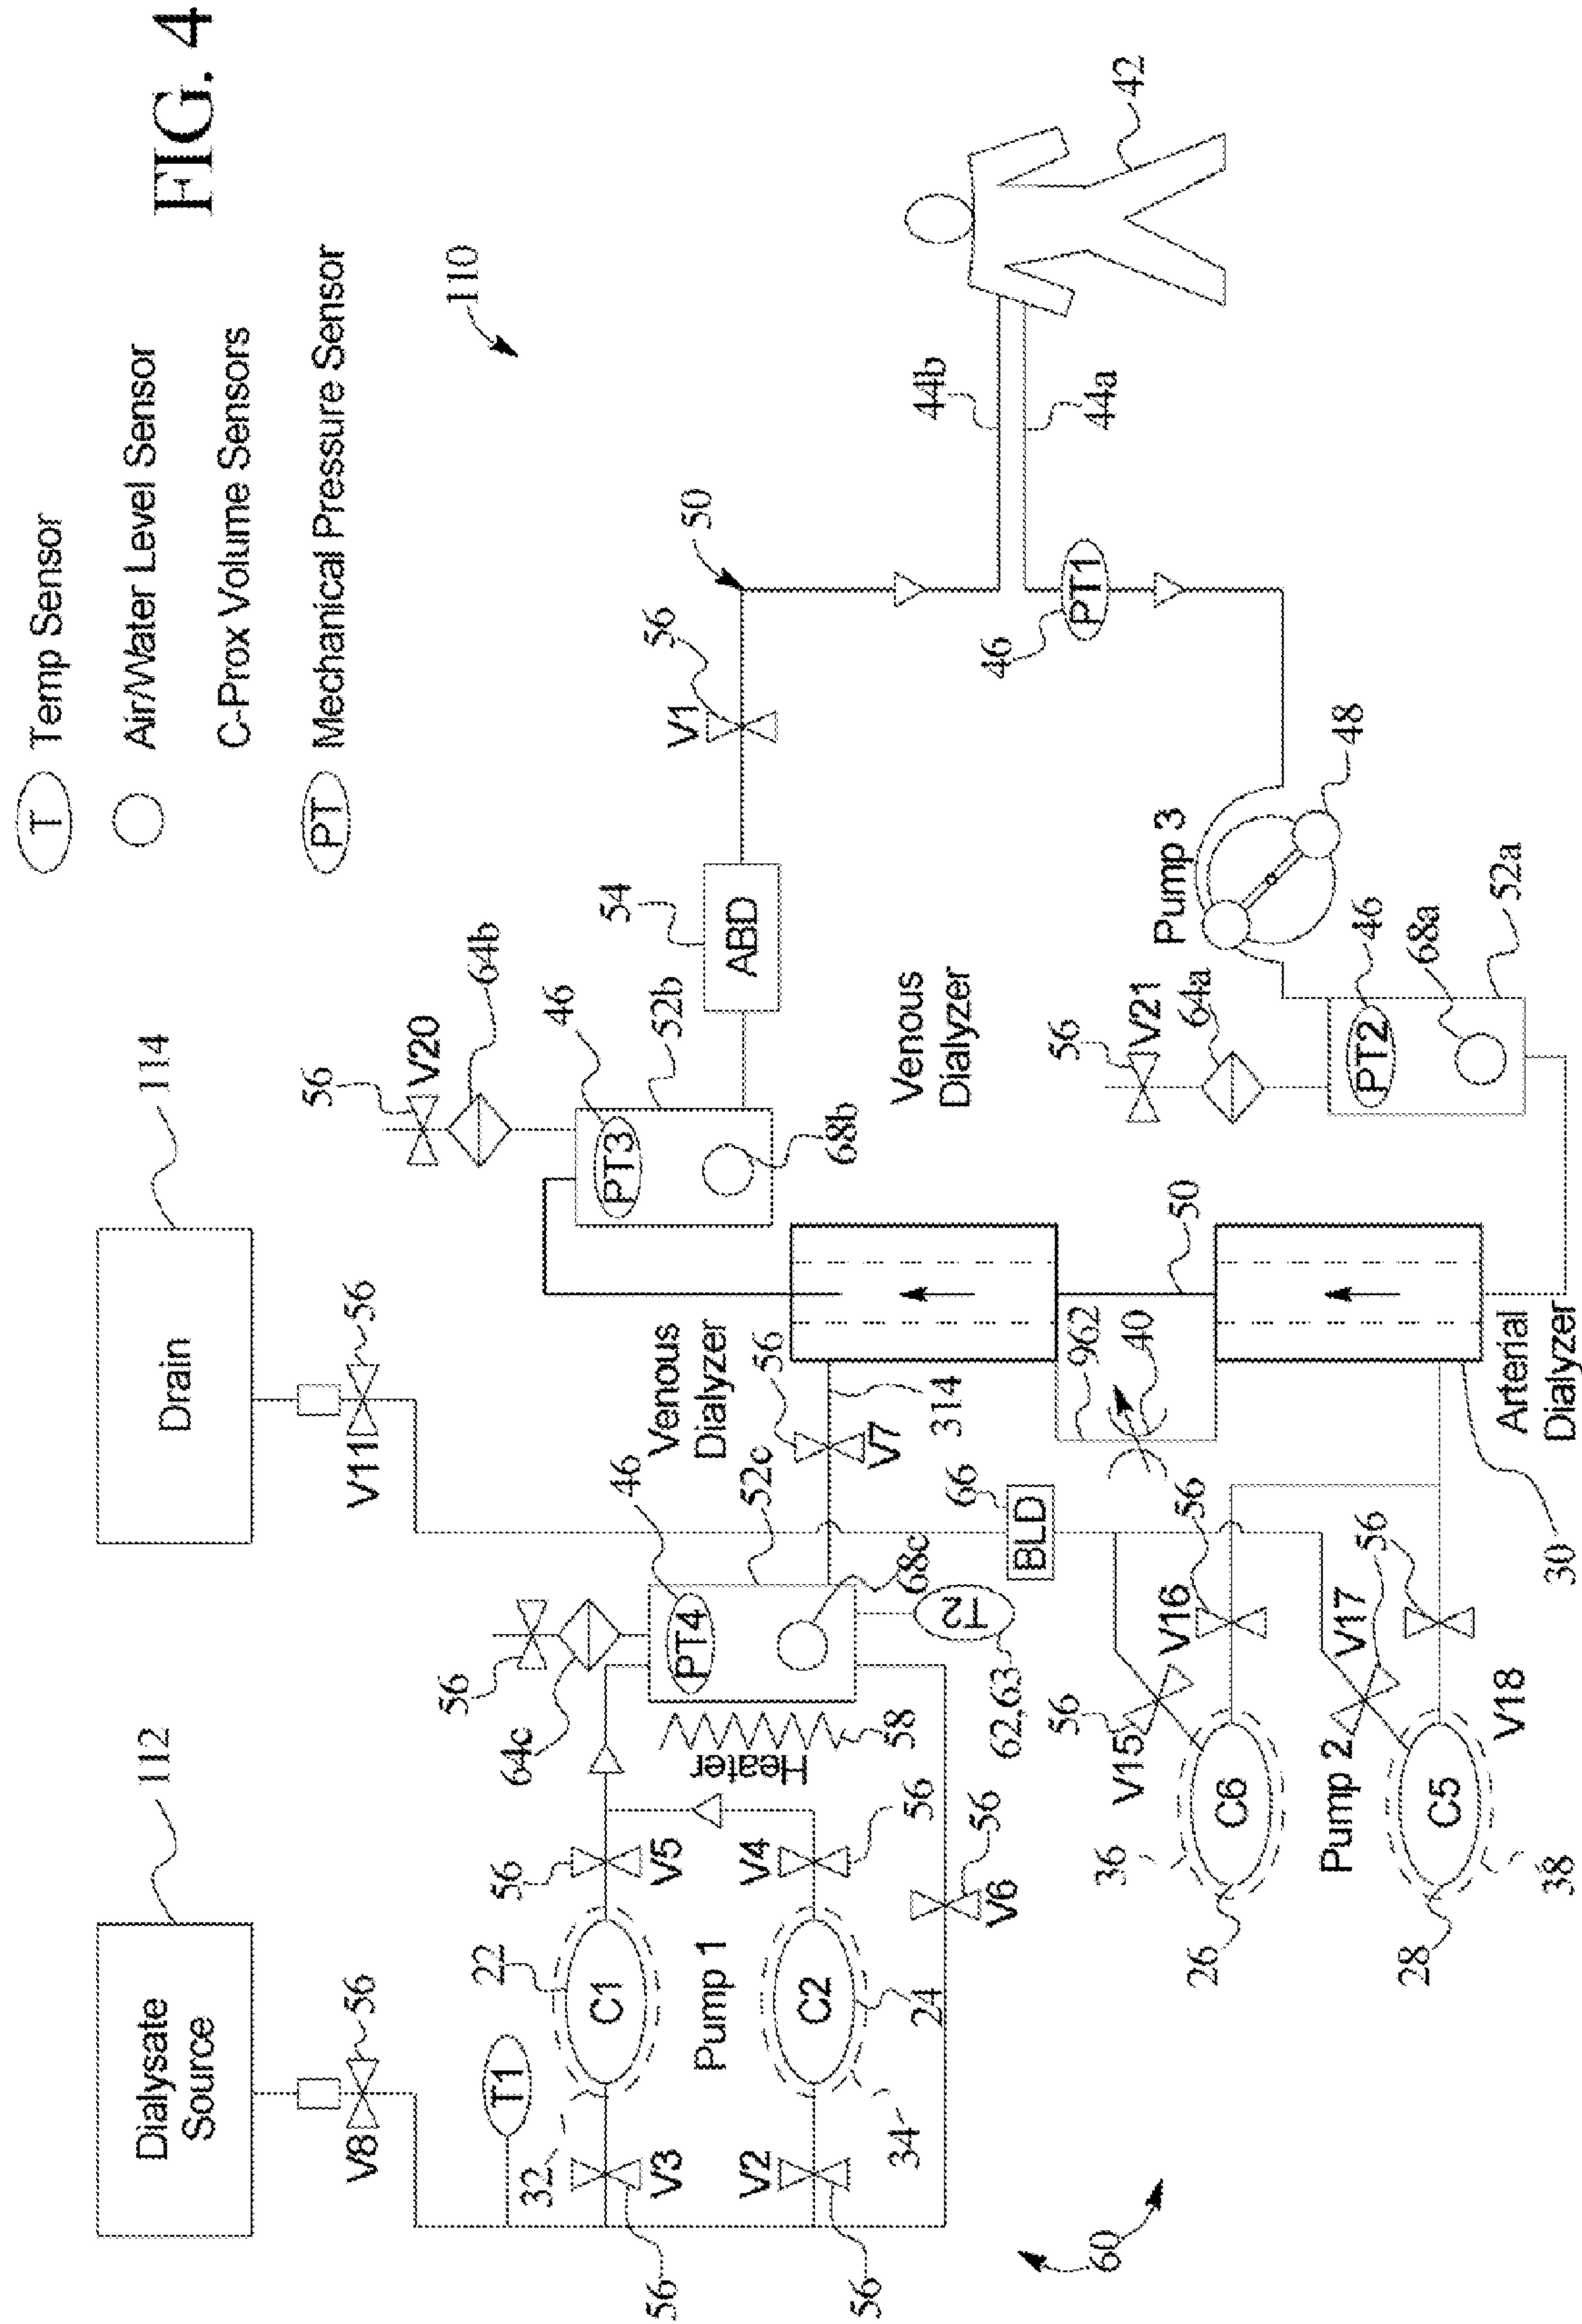 FIG. 4
T Temp Sensor
Air/Water Level Sensor
C-Prox Volume Sensors
PT Mechanical Pressure Sensor
110
112
Dialysate
Source
56
V8
114
Drain
56
V11
T1
22
C1
32
V3
56
56
V5
Pump 1
C2
24
34
V2
56
V4
56
V6
56
60
56
64c
46
PT4
52c
68c
Heater
58
T2
62,63
Venous
Dialyzer
56
V7
314
66
BLD
962
40
50
56
V20
64b
46
PT3
52b
68b
54
ABD
V1
56
50
Venous
Dialyzer
44b
44a
42
46
PT1
Pump 3
48
56
V21
64a
46
PT2
68a
52a
Arterial
Dialyzer
30
56
V15
V16
56
C6
36
26
Pump 2
V17
56
C5
V18
38
28